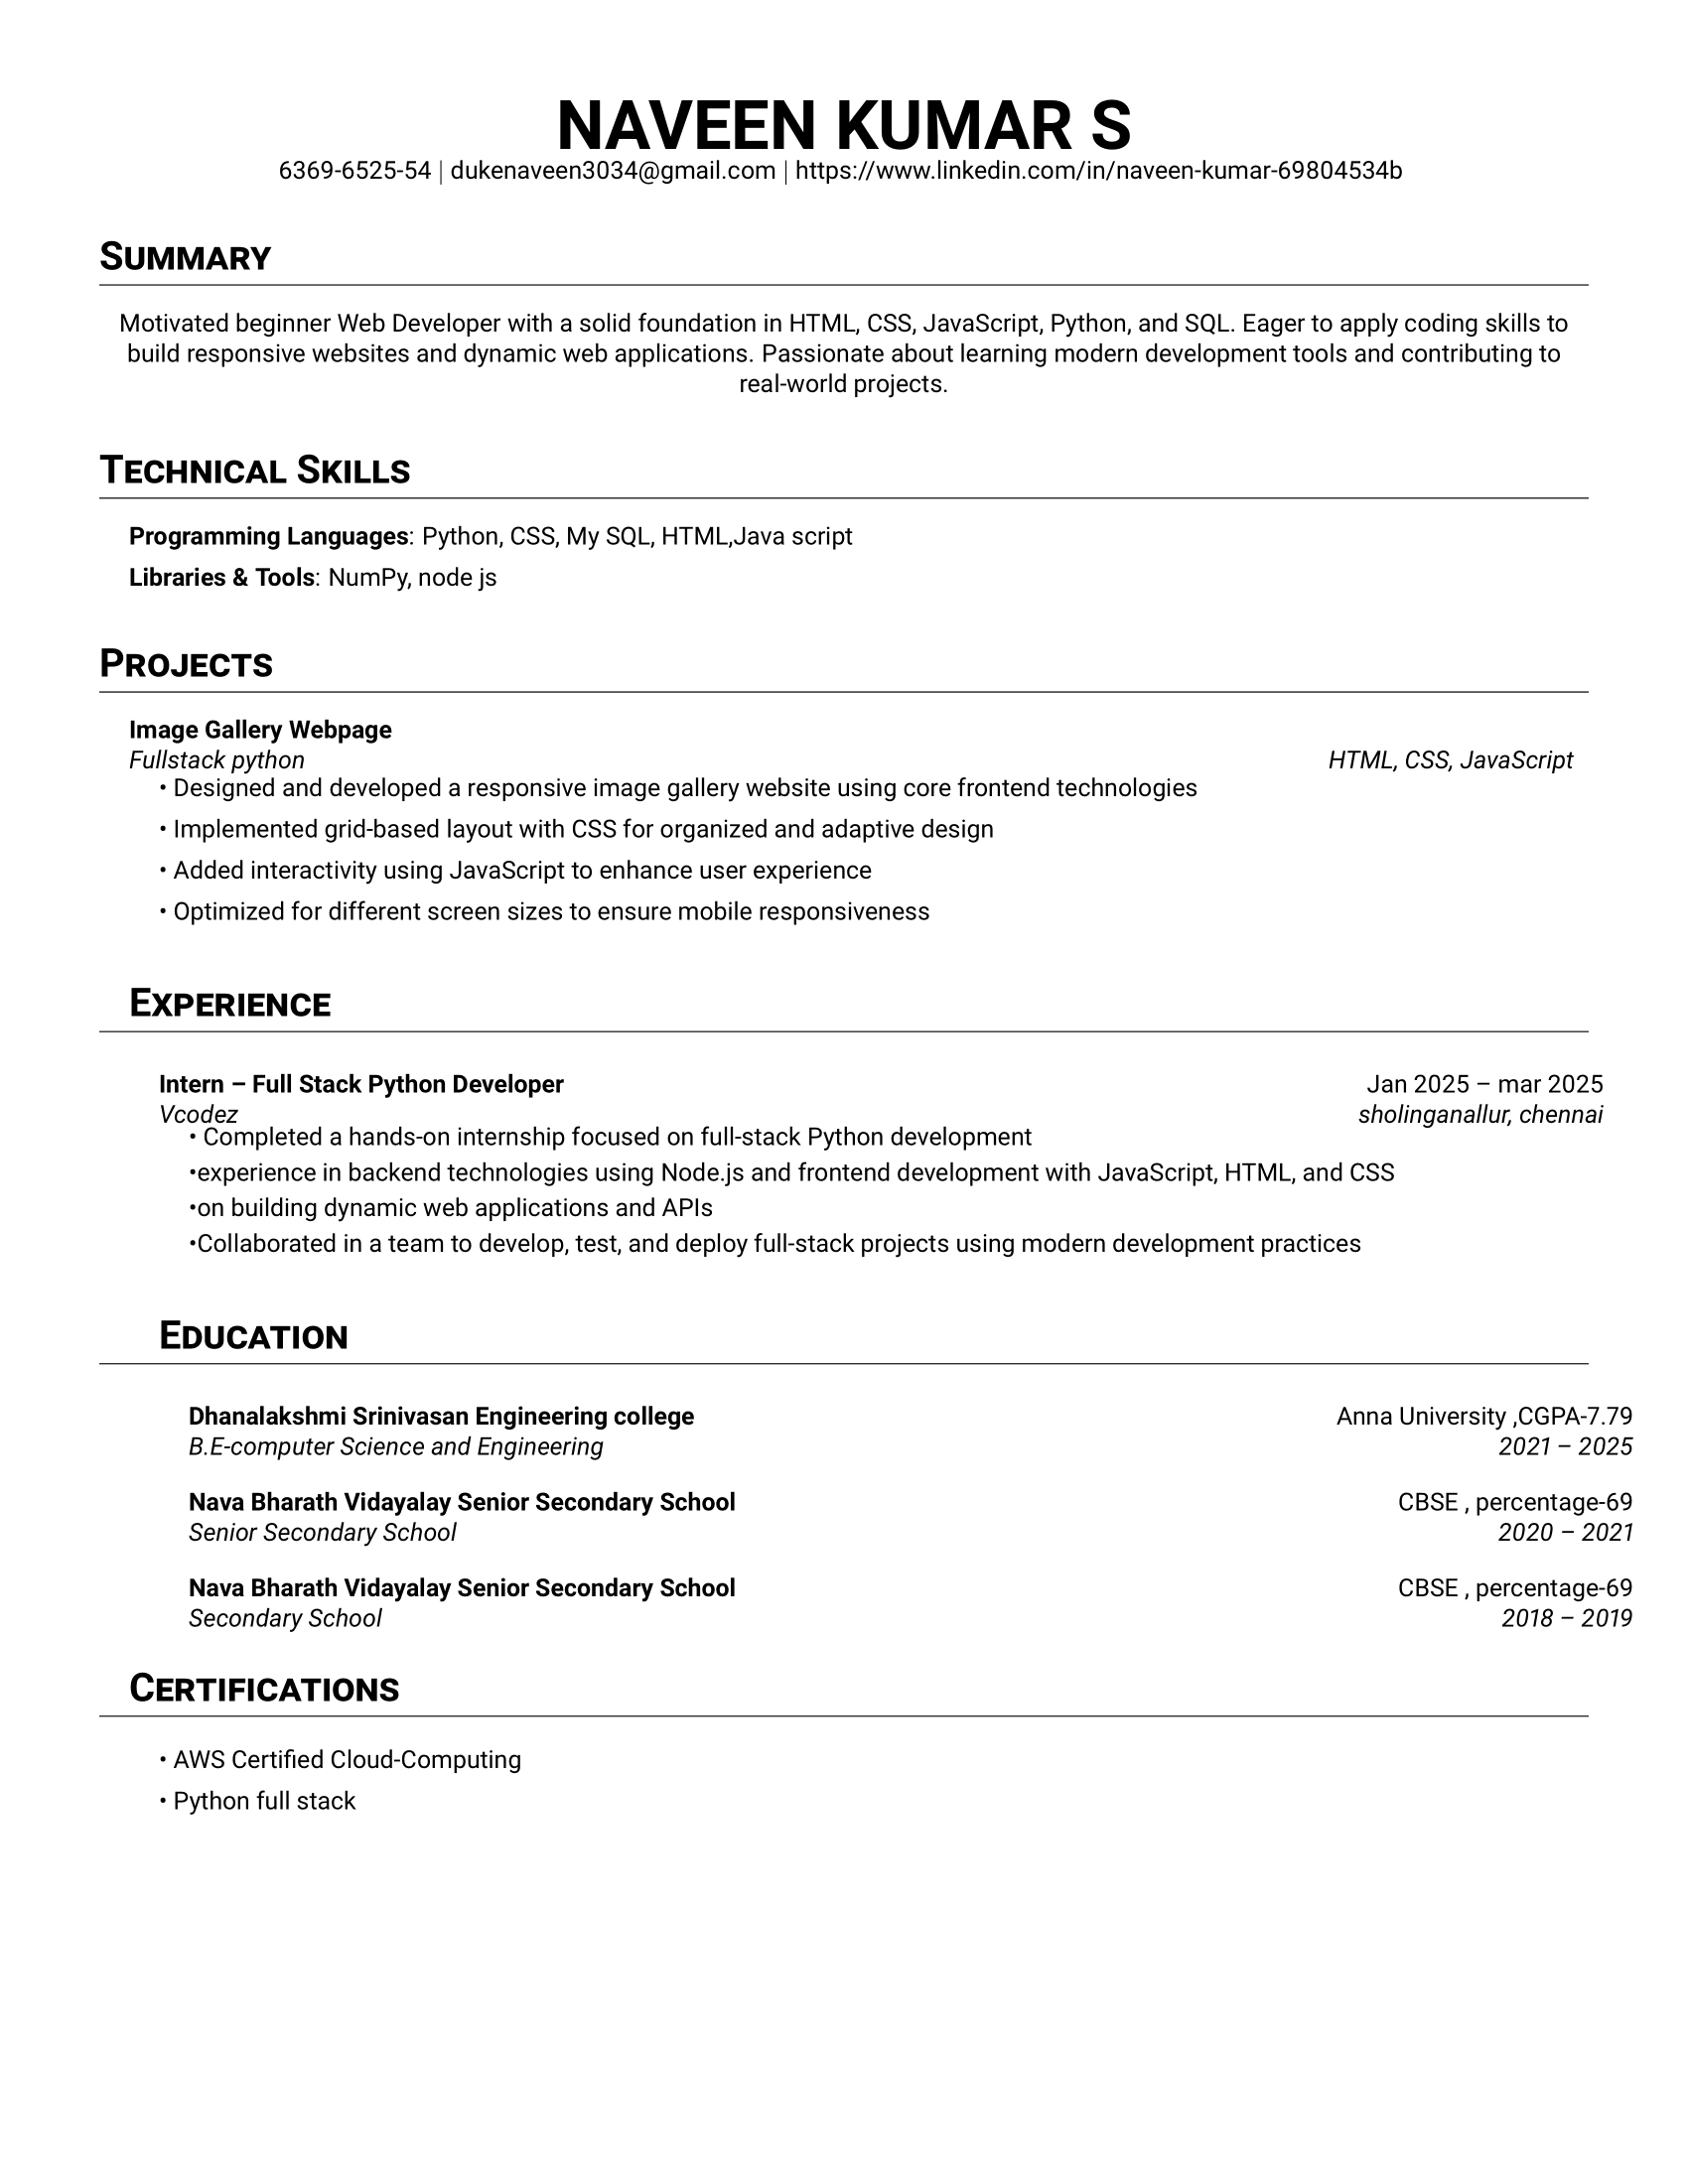 NAVEEN KUMAR S
6369-6525-54 | dukenaveen3034@gmail.com | https://www.linkedin.com/in/naveen-kumar-69804534b
SUMMARY
Motivated beginner Web Developer with a solid foundation in HTML, CSS, JavaScript, Python, and SQL. Eager to apply coding skills to
build responsive websites and dynamic web applications. Passionate about learning modern development tools and contributing to
real-world projects.
TECHNICAL SKILLS
Programming Languages: Python, CSS, My SQL, HTML,Java script
Libraries & Tools: NumPy, node js
PROJECTS
Image Gallery Webpage
Fullstack python HTML, CSS, JavaScript
• Designed and developed a responsive image gallery website using core frontend technologies
• Implemented grid-based layout with CSS for organized and adaptive design
• Added interactivity using JavaScript to enhance user experience
• Optimized for different screen sizes to ensure mobile responsiveness
EXPERIENCE
Intern – Full Stack Python Developer Jan 2025 – mar 2025
Vcodez sholinganallur, chennai
• Completed a hands-on internship focused on full-stack Python development
•experience in backend technologies using Node.js and frontend development with JavaScript, HTML, and CSS
•on building dynamic web applications and APIs
•Collaborated in a team to develop, test, and deploy full-stack projects using modern development practices
EDUCATION
Dhanalakshmi Srinivasan Engineering college Anna University ,CGPA-7.79
B.E-computer Science and Engineering 2021 – 2025
Nava Bharath Vidayalay Senior Secondary School CBSE , percentage-69
Senior Secondary School 2020 – 2021
Nava Bharath Vidayalay Senior Secondary School CBSE , percentage-69
Secondary School 2018 – 2019
CERTIFICATIONS
• AWS Certified Cloud-Computing
• Python full stack